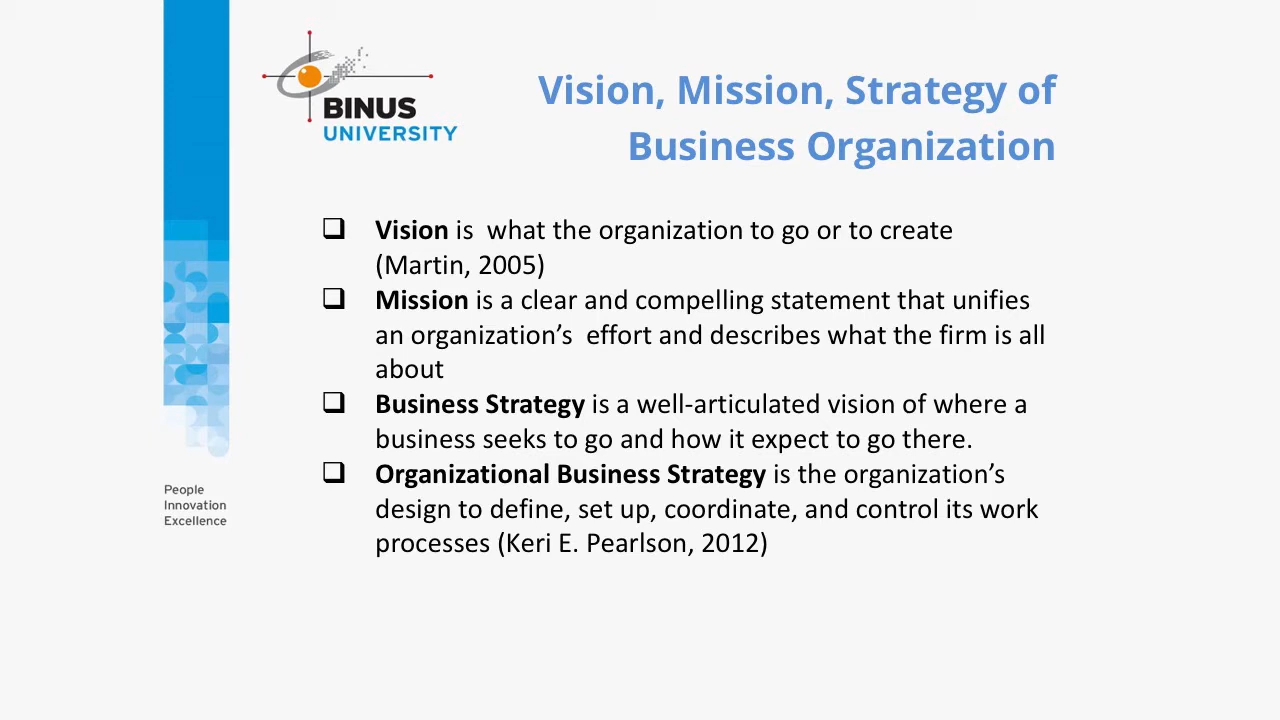 BINUS
UNIVERSITY
Vision, Mission, Strategy of
Business Organization
❑ Vision is  what the organization to go or to create
(Martin, 2005)
❑ Mission is a clear and compelling statement that unifies
an organization’s  effort and describes what the firm is all
about
❑ Business Strategy is a well-articulated vision of where a
business seeks to go and how it expect to go there.
❑ Organizational Business Strategy is the organization’s
design to define, set up, coordinate, and control its work
processes (Keri E. Pearlson, 2012)
People
Innovation
Excellence